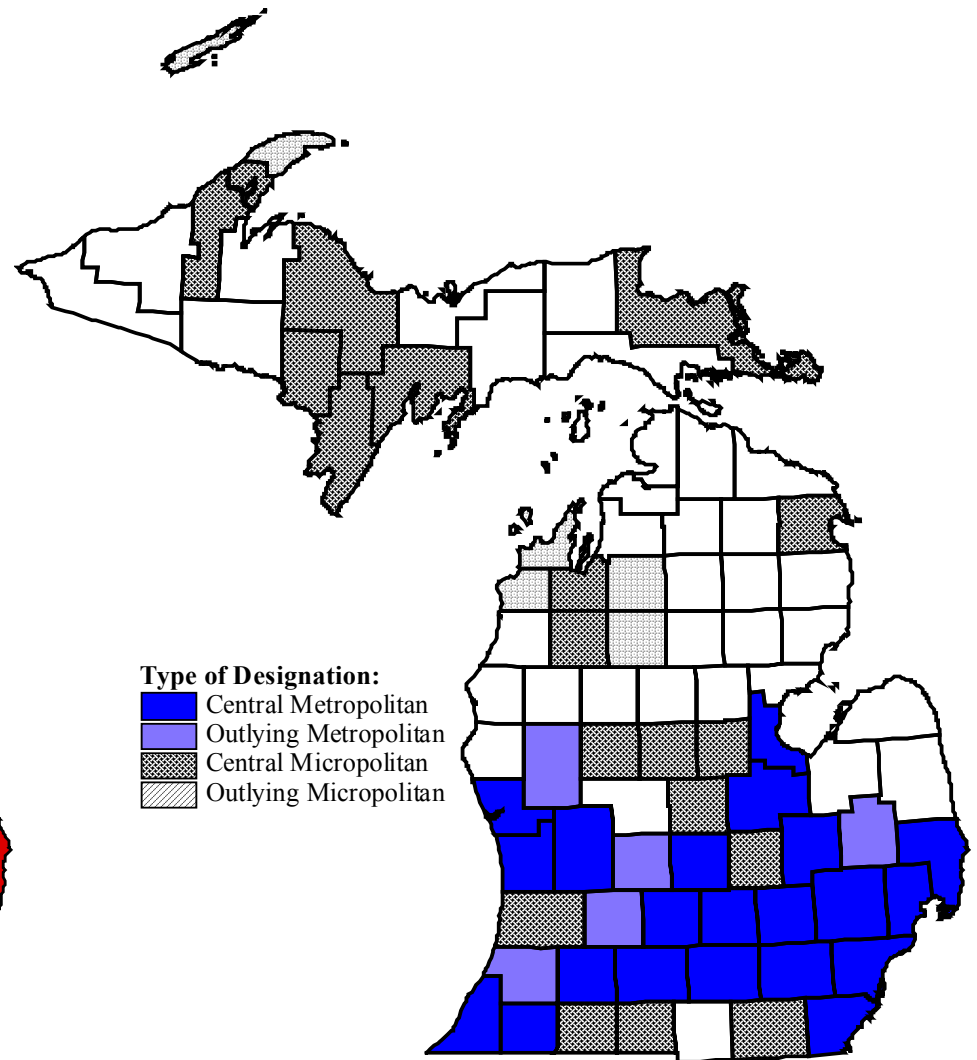 Type of Designation:
Central Metropolitan
Outlying Metropolitan
Central Micropolitan
Outlying Micropolitan